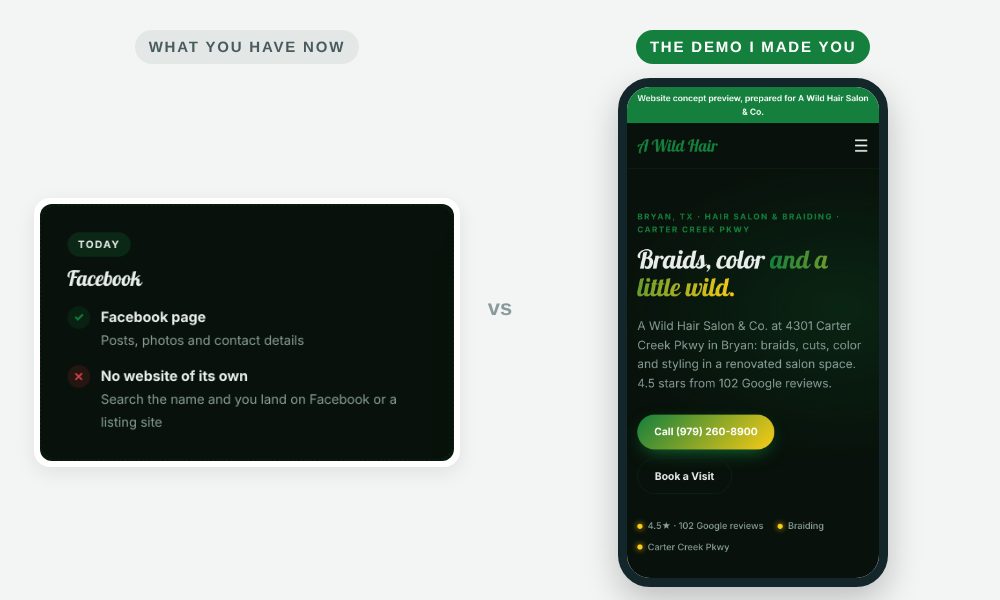 WHAT YOU HAVE NOW
TODAY
Facebook
Facebook page
Posts, photos and contact details
No website of its own
Search the name and you land on Facebook or a
listing site
vs
THE DEMO I MADE YOU
Website concept preview, prepared for A Wild Hair Salon
& Co.
A Wild Hair
BRYAN, TX · HAIR SALON & BRAIDING ·
CARTER CREEK PKWY
Braids, color and a
little wild.
A Wild Hair Salon & Co. at 4301 Carter
Creek Pkwy in Bryan: braids, cuts, color
and styling in a renovated salon space.
4.5 stars from 102 Google reviews.
Call (979) 260-8900
Book a Visit
4.5★ · 102 Google reviews
Braiding
Carter Creek Pkwy